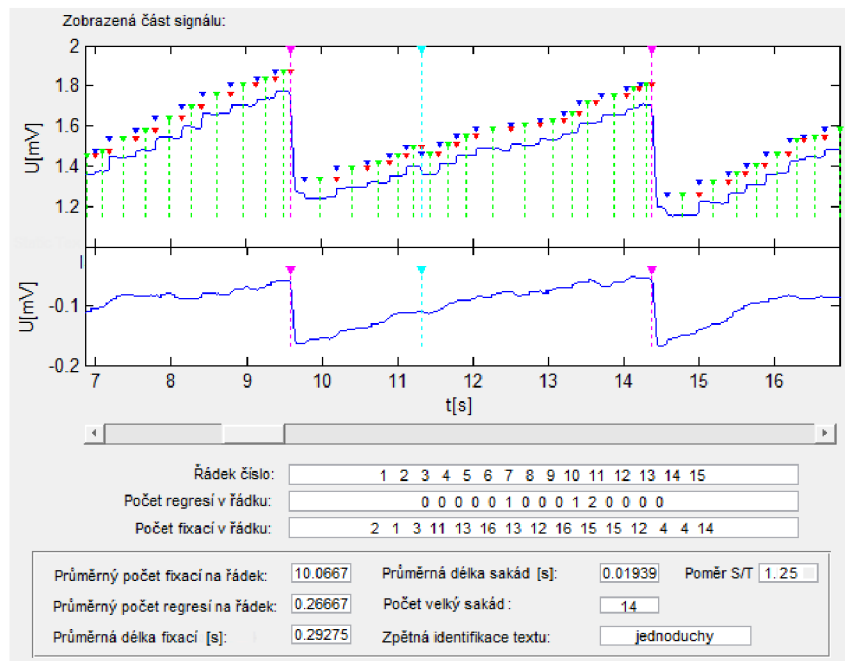 Zobrazená část signálu:
2
1.8
1.6
1.4
1.2
U[mV]
-0.1
-0.2
U[mV]
7 8 9 10 11 12 13 14 15 16
t[s]
Řádek číslo: 1 2 3 4 5 6 7 8 9 10 11 12 13 14 15
Počet regresí v řádku: 0 0 0 0 0 1 0 0 0 1 2 0 0 0 0
Počet fixací v řádku: 2 1 3 11 13 16 13 12 16 15 15 12 4 4 14
Průměrný počet fixací na řádek: 10.0667 Průměrná délka sakád [s]: 0.01939 Poměr S/T 1.25
Průměrný počet regresí na řádek: 0.26667 Počet velký sakád : 14
Průměrná délka fixací [s]: 0.29275 Zpětná identifikace textu: jednoduchy